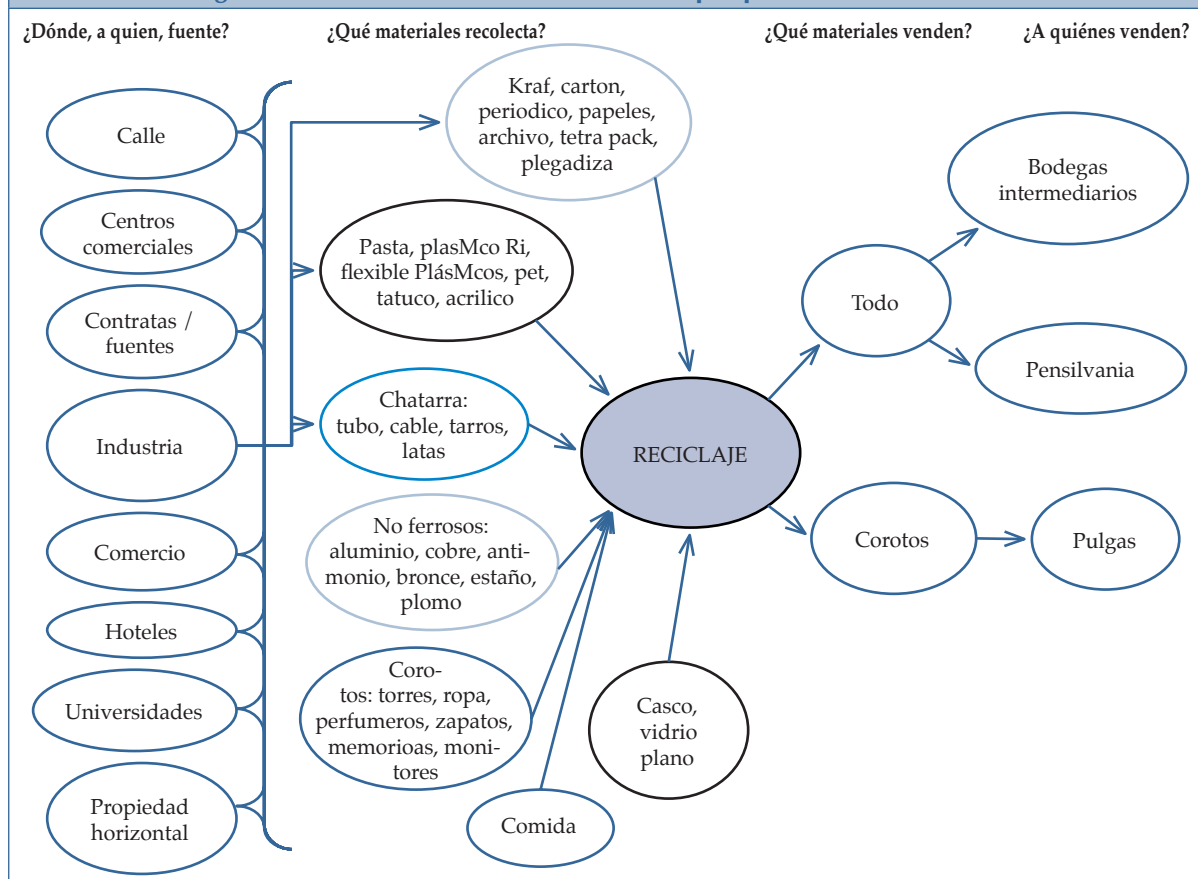 ¿Dónde, a quien, fuente?
¿Qué materiales recolecta?
¿Qué materiales venden?
¿A quiénes venden?
Calle
Centros
comerciales
Contratas /
fuentes
Industria
Comercio
Hoteles
Universidades
Propiedad
horizontal
Kraf, carton,
periodico, papeles,
archivo, tetra pack,
plegadiza
Pasta, plasMco Ri,
flexible PlásMcos, pet,
tatuco, acrilico
Chatarra:
tubo, cable, tarros,
latas
No ferrosos:
aluminio, cobre, anti-
monio, bronce, estaño,
plomo
Coro-
tos: torres, ropa,
perfumeros, zapatos,
memorioas, moni-
tores
Comida
Casco,
vidrio
plano
RECICLAJE
Todo
Corotos
Bodegas
intermediarios
Pensilvania
Pulgas